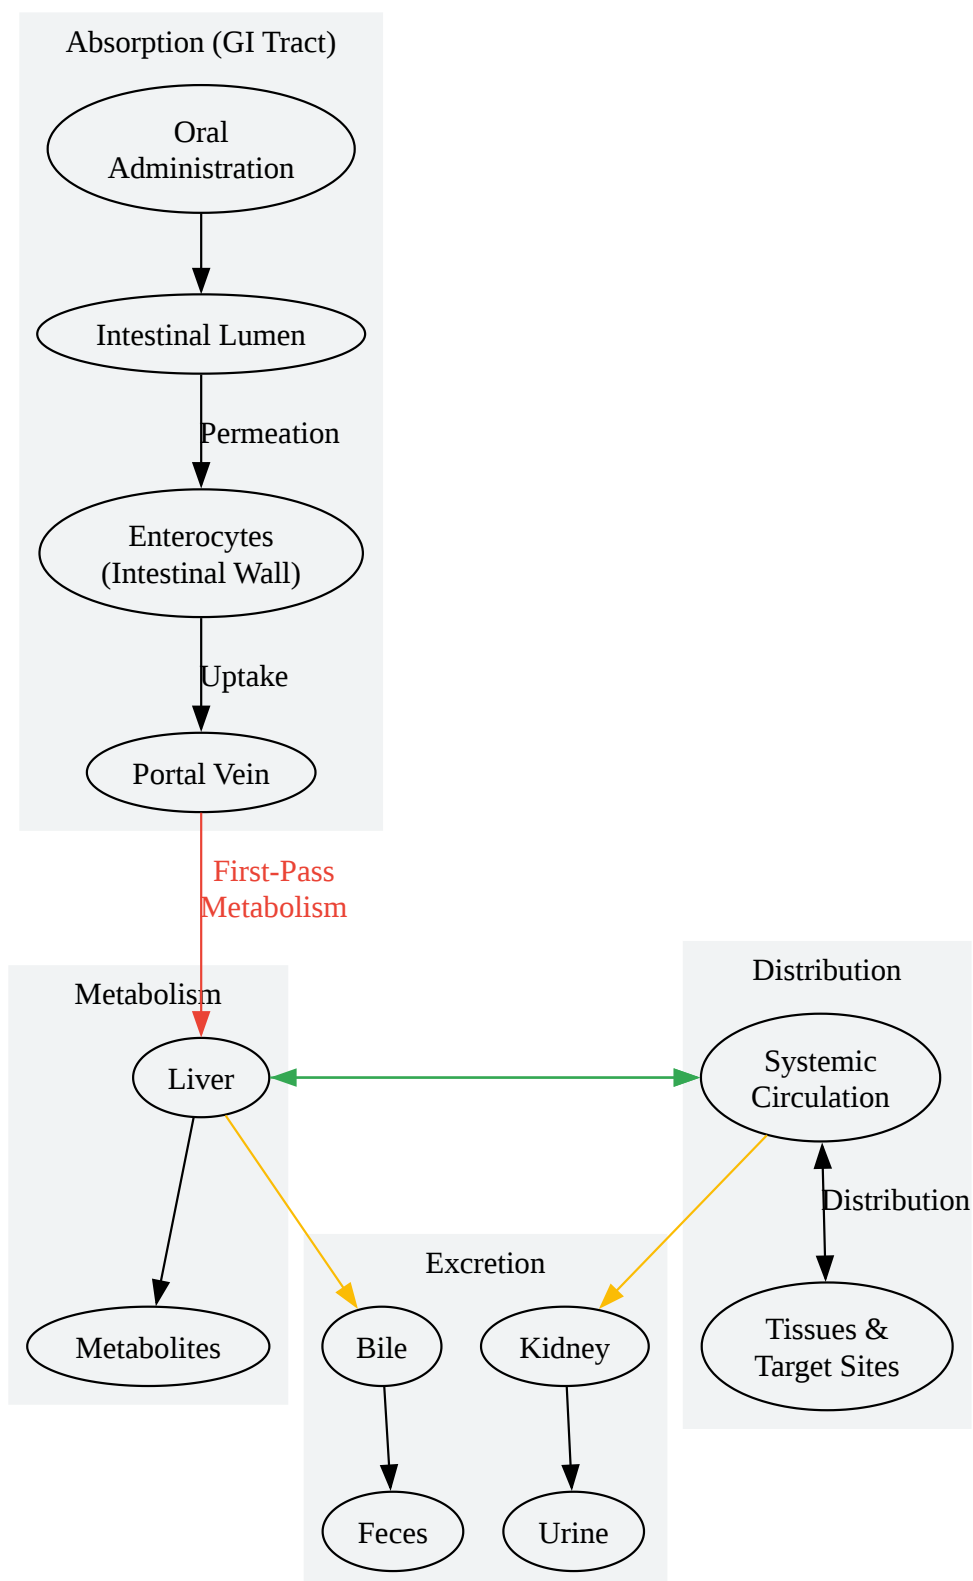 Absorption (GI Tract)
Oral
Administration
Intestinal Lumen
Permeation
Enterocytes
(Intestinal Wall)
Uptake
Portal Vein
First-Pass
Metabolism
Metabolism
Liver
Metabolites
Distribution
Systemic
Circulation
Distribution
Tissues &
Target Sites
Excretion
Bile
Kidney
Feces
Urine